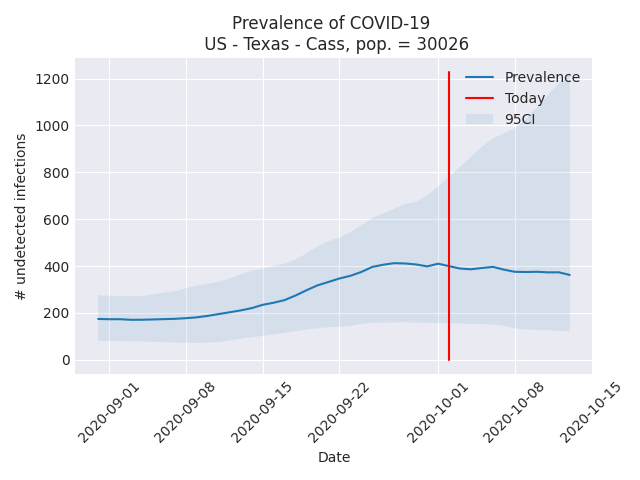 Prevalence of COVID-19
US - Texas - Cass, pop. = 30026
1200
1000
800
600
400
200
0
# undetected infections
Prevalence
Today
95CI
2020-09-01
2020-09-08
2020-09-15
2020-09-22
2020-10-01
2020-10-08
2020-10-15
Date